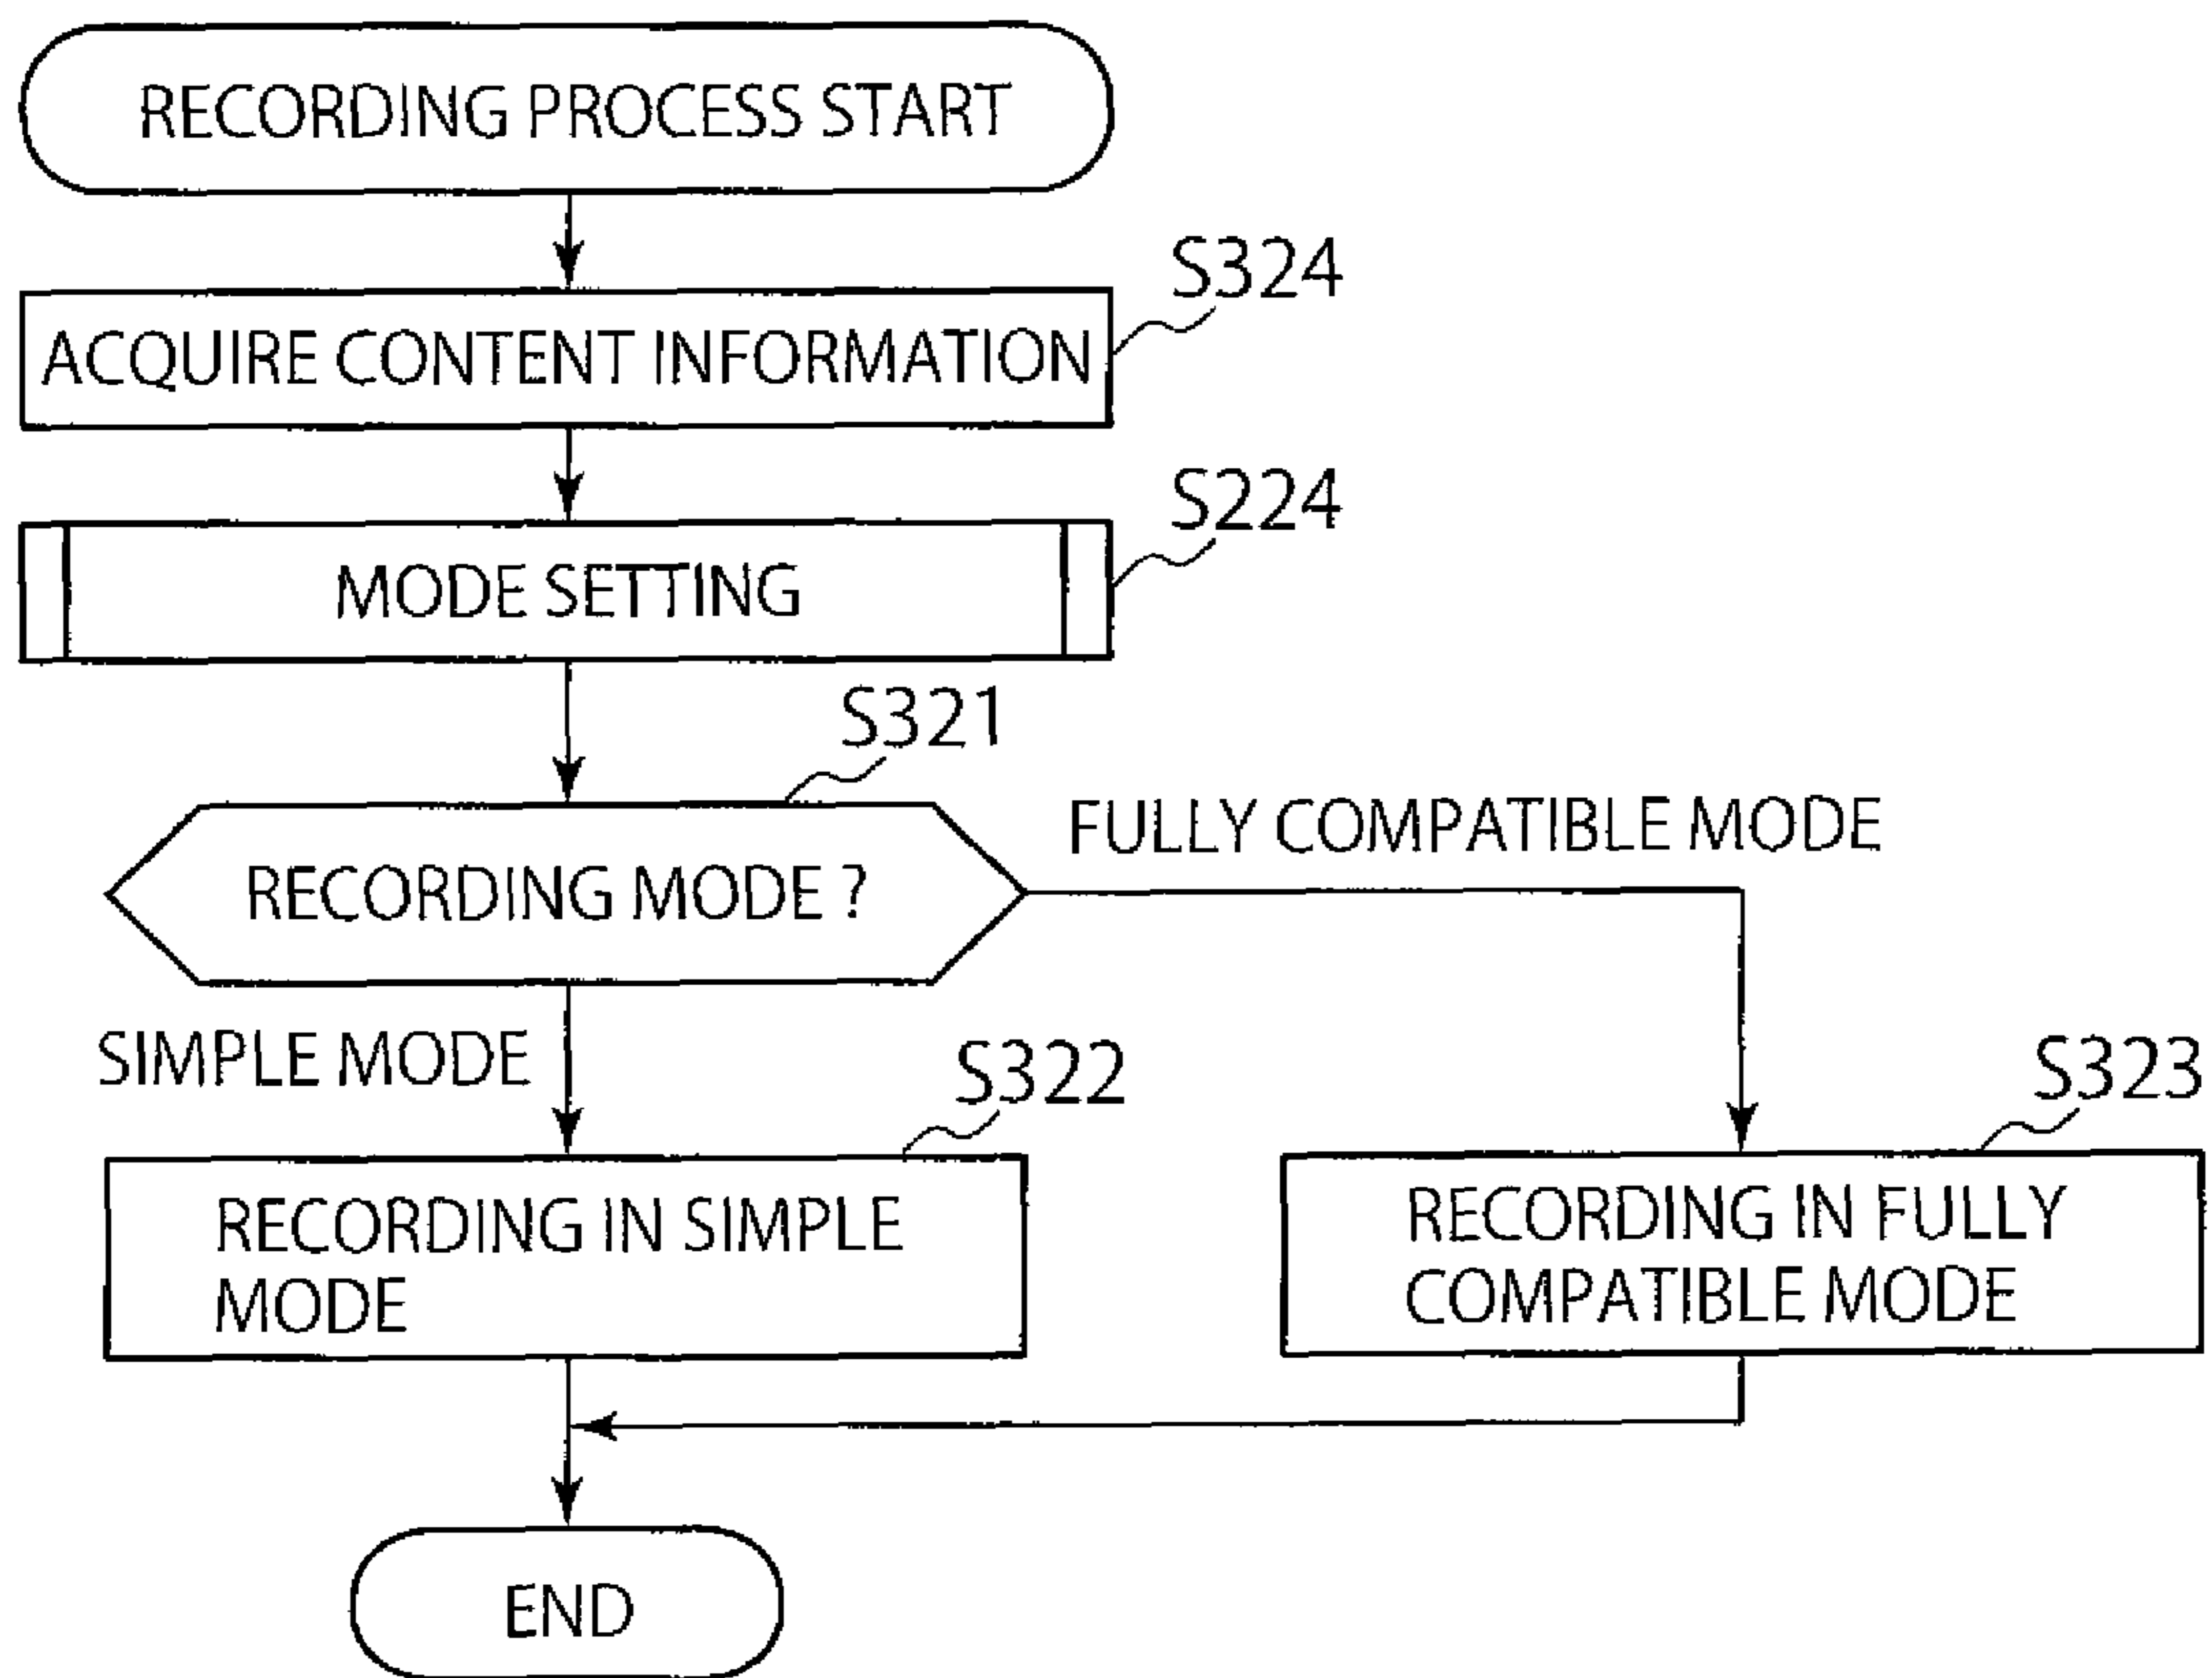 RECORDING PROCESS START
S324
ACQUIRE CONTENT INFORMATION
S224
MODE SETTING
S321
FULLY COMPATIBLE MODE
RECORDING MODE ?
SIMPLE MODE
S322
S323
RECORDING IN SIMPLE
MODE
RECORDING IN FULLY
COMPATIBLE MODE
END